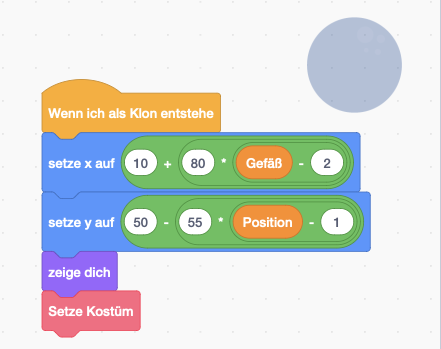 Wenn ich als Klon entstehe
setze x auf 10 + 80 * Gefäß - 2
setze y auf 50 - 55 * Position - 1
zeige dich
Setze Kostüm